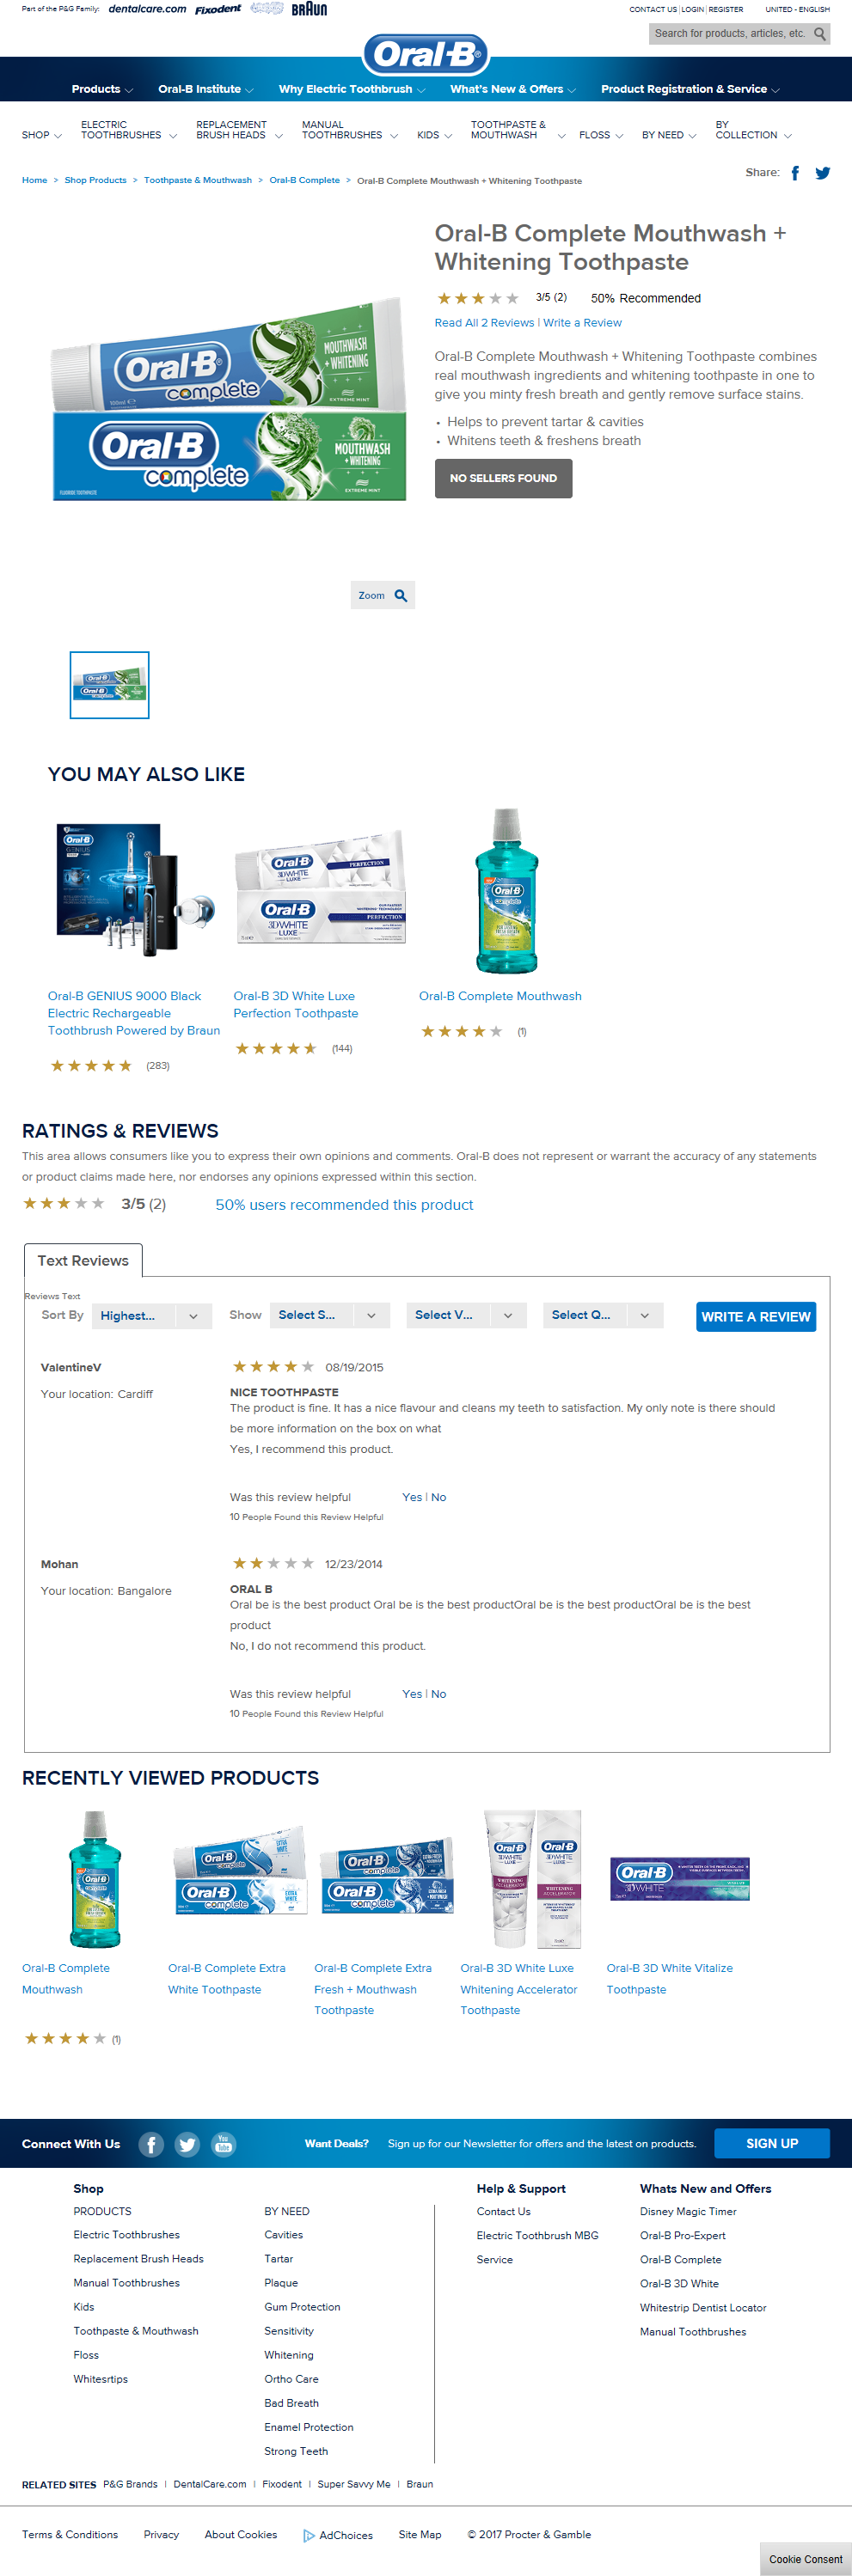 Part of the P&G Family: dentalcare.com Fixodent BRAUN
CONTACT US | LOGIN | REGISTER UNITED - ENGLISH
Search for products, articles, etc.
Oral-B
Products Oral-B Institute Why Electric Toothbrush What's New & Offers Product Registration & Service
SHOP ELECTRIC TOOTHBRUSHES REPLACEMENT BRUSH HEADS MANUAL TOOTHBRUSHES KIDS TOOTHPASTE & MOUTHWASH FLOSS BY NEED BY COLLECTION
Home > Shop Products > Toothpaste & Mouthwash > Oral-B Complete > Oral-B Complete Mouthwash + Whitening Toothpaste
Share:
Oral-B Complete Mouthwash +
Whitening Toothpaste
3/5 (2) 50% Recommended
Read All 2 Reviews | Write a Review
Oral-B Complete Mouthwash + Whitening Toothpaste combines
real mouthwash ingredients and whitening toothpaste in one to
give you minty fresh breath and gently remove surface stains.
• Helps to prevent tartar & cavities
• Whitens teeth & freshens breath
NO SELLERS FOUND
Oral-B complete MOUTHWASH + WHITENING EXTREME MINT
Oral-B complete MOUTHWASH + WHITENING EXTREME MINT
Zoom
YOU MAY ALSO LIKE
Oral-B GENIUS
Oral-B 3DWHITE LUXE PERFECTION
Oral-B 3DWHITE LUXE PERFECTION
Oral-B complete
Oral-B GENIUS 9000 Black
Electric Rechargeable
Toothbrush Powered by Braun
(283)
Oral-B 3D White Luxe
Perfection Toothpaste
(144)
Oral-B Complete Mouthwash
(1)
RATINGS & REVIEWS
This area allows consumers like you to express their own opinions and comments. Oral-B does not represent or warrant the accuracy of any statements
or product claims made here, nor endorses any opinions expressed within this section.
3/5 (2) 50% users recommended this product
Text Reviews
Reviews Text
Sort By Highest... Show Select S... Select V... Select Q... WRITE A REVIEW
ValentineV 08/19/2015
Your location: Cardiff
NICE TOOTHPASTE
The product is fine. It has a nice flavour and cleans my teeth to satisfaction. My only note is there should
be more information on the box on what
Yes, I recommend this product.
Was this review helpful Yes | No
10 People Found this Review Helpful
Mohan 12/23/2014
Your location: Bangalore
ORAL B
Oral be is the best product Oral be is the best productOral be is the best productOral be is the best
product
No, I do not recommend this product.
Was this review helpful Yes | No
10 People Found this Review Helpful
RECENTLY VIEWED PRODUCTS
Oral-B Complete
Mouthwash
(1)
Oral-B Complete Extra
White Toothpaste
Oral-B Complete Extra
Fresh + Mouthwash
Toothpaste
Oral-B 3D White Luxe
Whitening Accelerator
Toothpaste
Oral-B 3D White Vitalize
Toothpaste
Connect With Us You Tube Want Deals? Sign up for our Newsletter for offers and the latest on products. SIGN UP
Shop
PRODUCTS
Electric Toothbrushes
Replacement Brush Heads
Manual Toothbrushes
Kids
Toothpaste & Mouthwash
Floss
Whitesrtips
BY NEED
Cavities
Tartar
Plaque
Gum Protection
Sensitivity
Whitening
Ortho Care
Bad Breath
Enamel Protection
Strong Teeth
Help & Support
Contact Us
Electric Toothbrush MBG
Service
Whats New and Offers
Disney Magic Timer
Oral-B Pro-Expert
Oral-B Complete
Oral-B 3D White
Whitestrip Dentist Locator
Manual Toothbrushes
RELATED SITES P&G Brands | DentalCare.com | Fixodent | Super Savvy Me | Braun
Terms & Conditions Privacy About Cookies AdChoices Site Map © 2017 Procter & Gamble
Cookie Consent